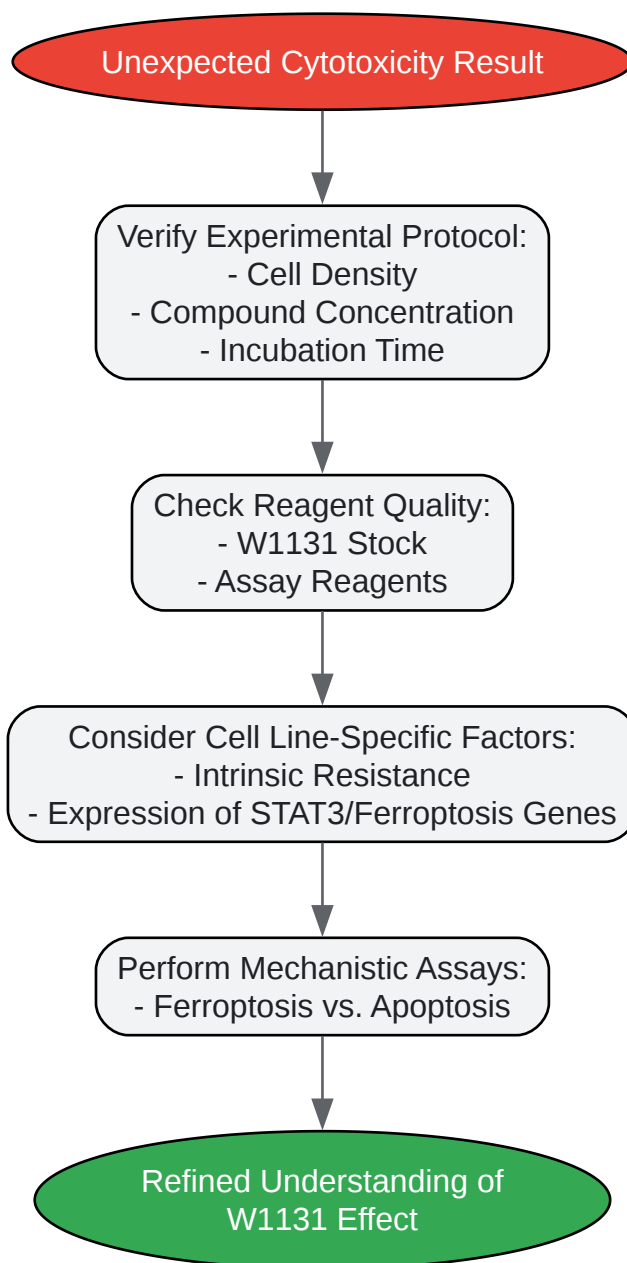 Unexpected Cytotoxicity Result
Verify Experimental Protocol:
- Cell Density
- Compound Concentration
- Incubation Time
Check Reagent Quality:
- W1131 Stock
- Assay Reagents
Consider Cell Line-Specific Factors:
- Intrinsic Resistance
- Expression of STAT3/Ferroptosis Genes
Perform Mechanistic Assays:
- Ferroptosis vs. Apoptosis
Refined Understanding of
W1131 Effect